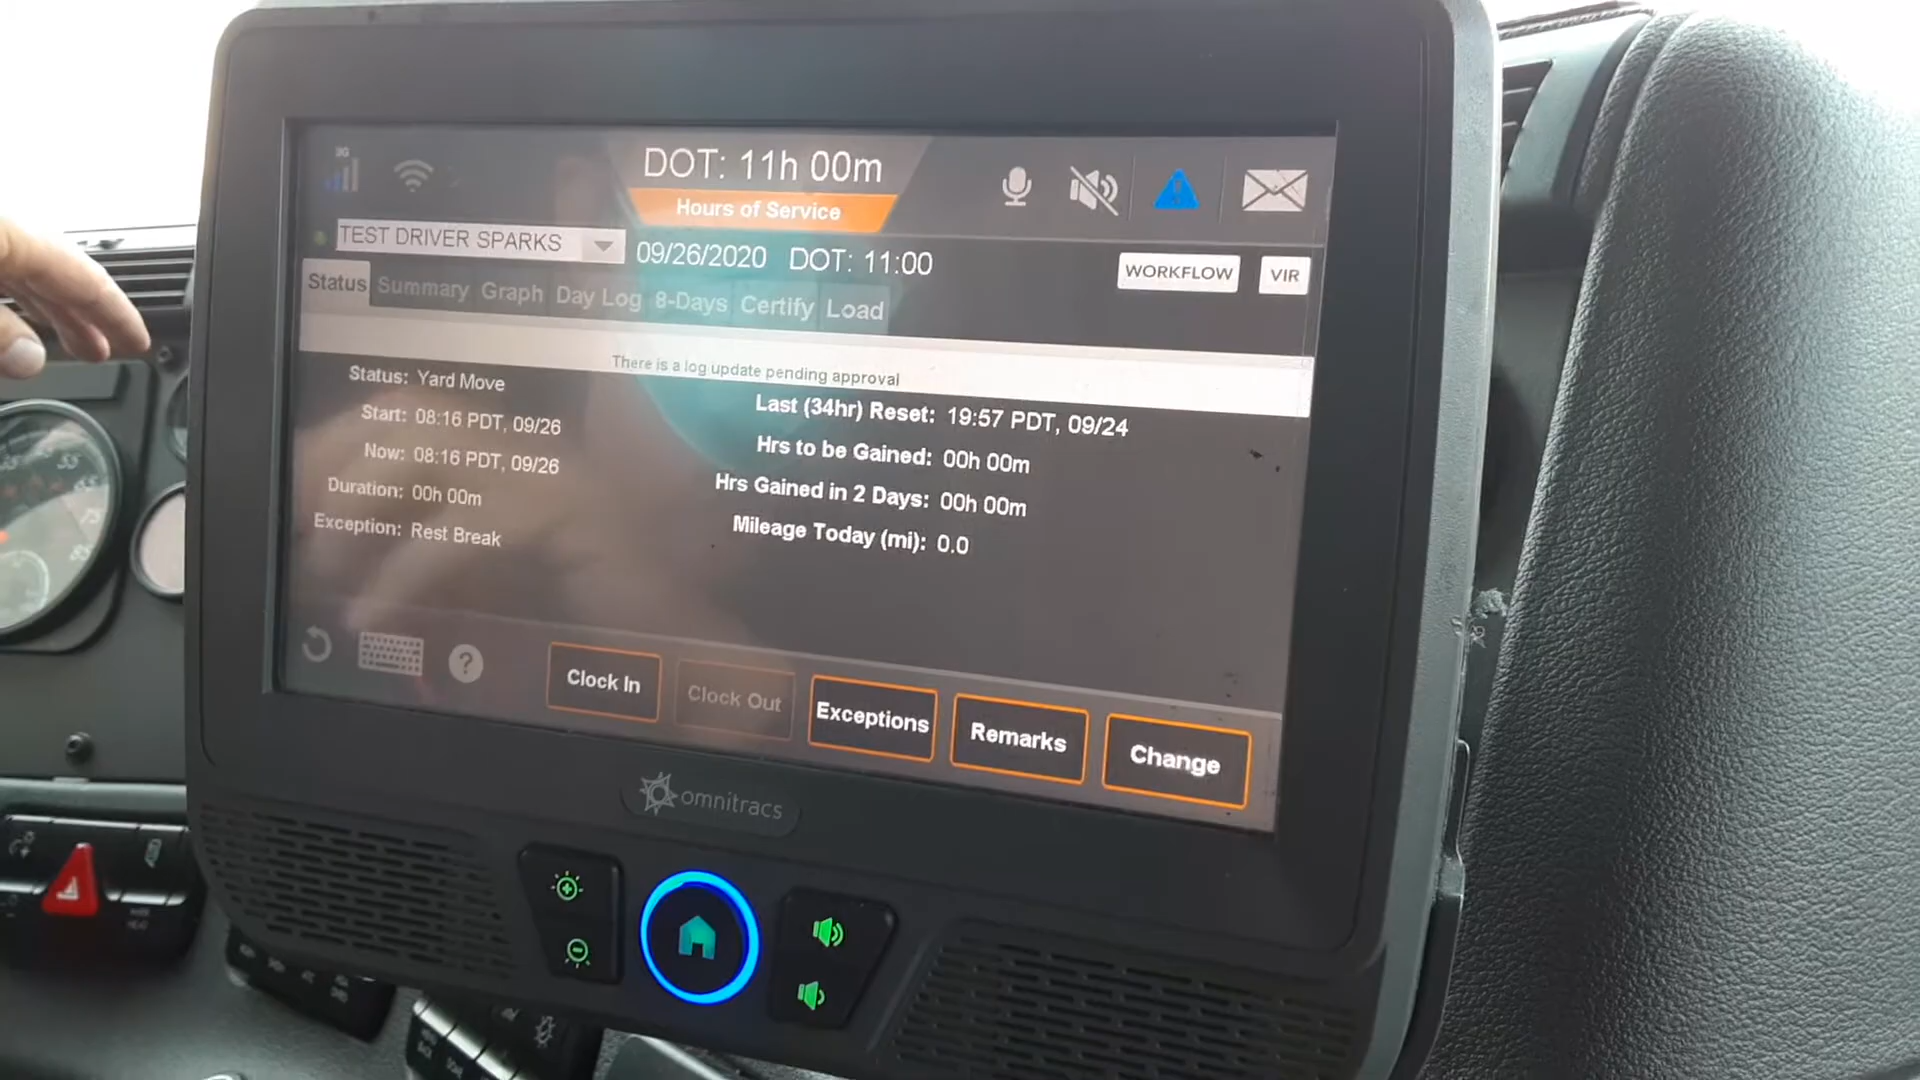 3G
DOT: 11h 00m
Hours of Service
TEST DRIVER SPARKS
09/26/2020 DOT: 11:00
WORKFLOW
VIR
Status Summary Graph Day Log 8-Days Certify Load
There is a log update pending approval
Status: Yard Move
Start: 08:16 PDT, 09/26
Now: 08:16 PDT, 09/26
Duration: 00h 00m
Exception: Rest Break
Last (34hr) Reset: 19:57 PDT, 09/24
Hrs to be Gained: 00h 00m
Hrs Gained in 2 Days: 00h 00m
Mileage Today (mi): 0.0
?
Clock In
Clock Out
Exceptions
Remarks
Change
omnitracs
55
75